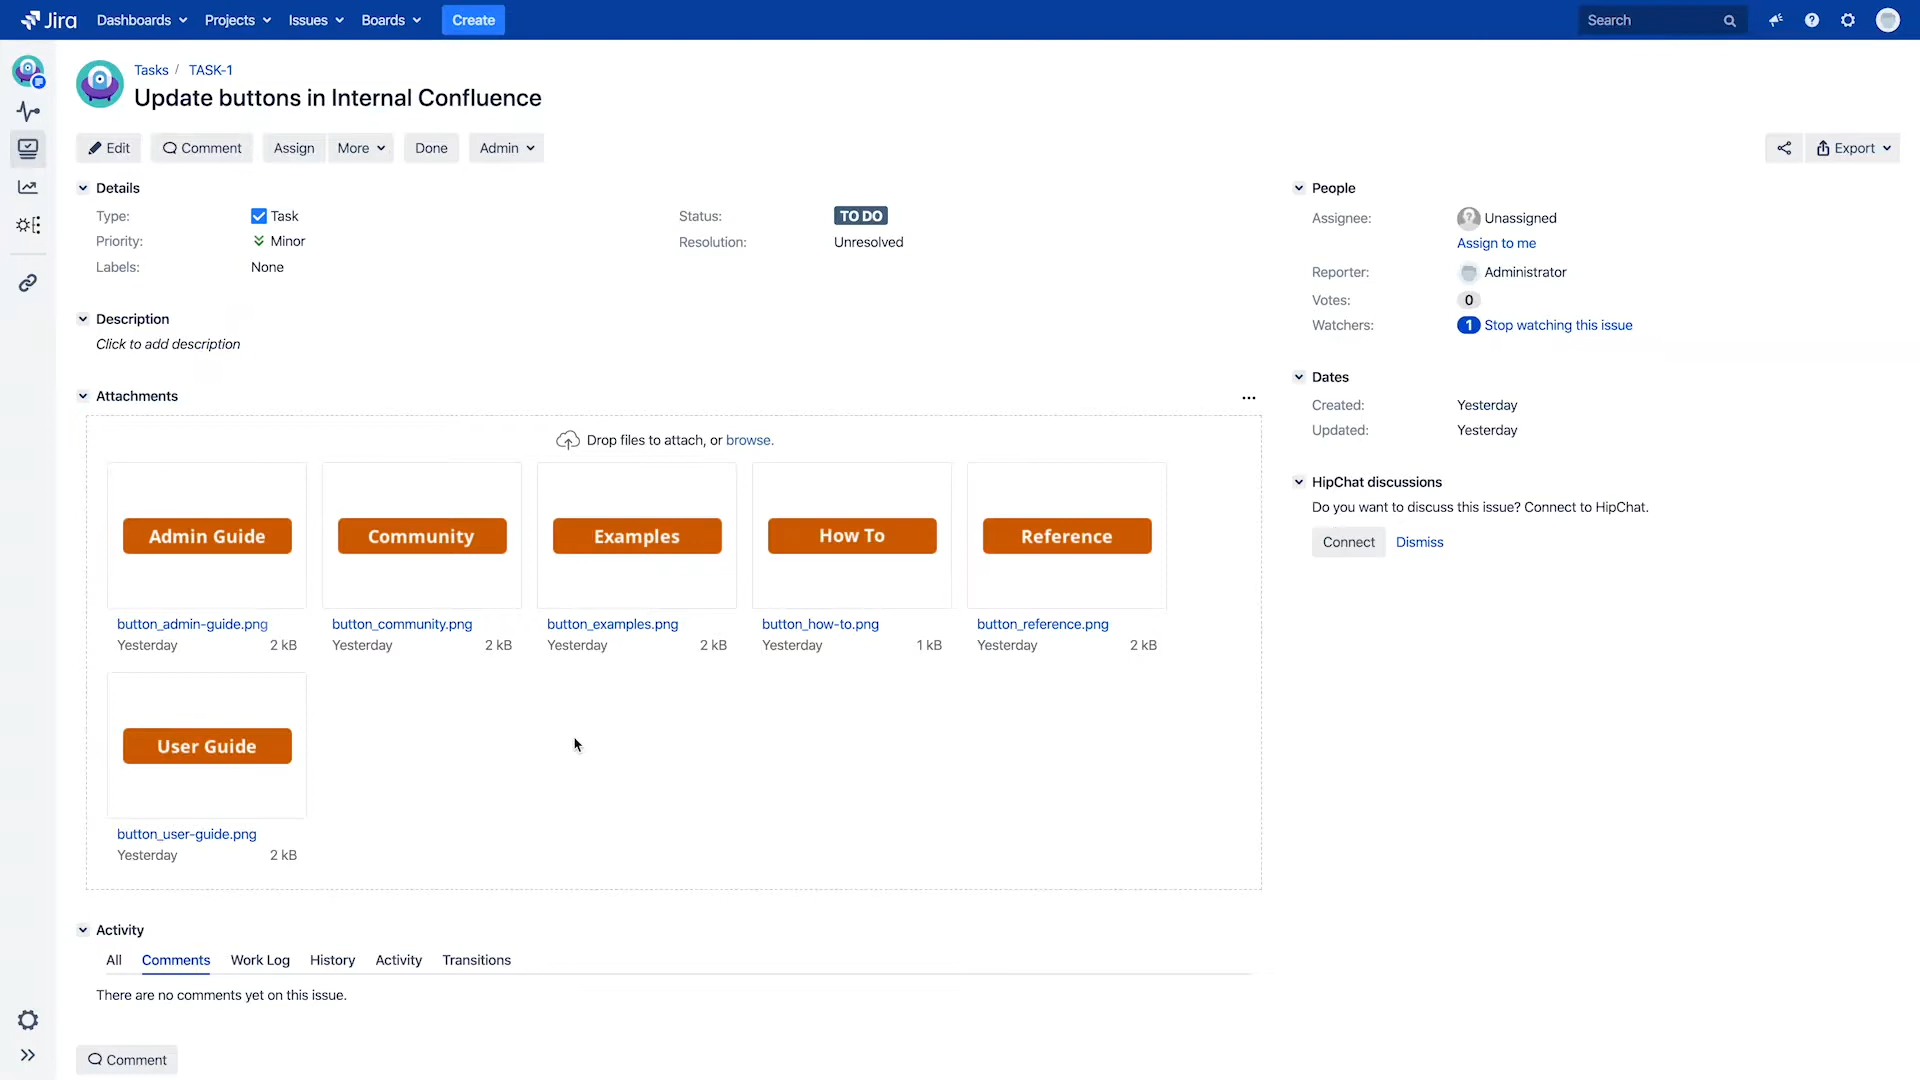 Jira Dashboards Projects Issues Boards Create Search
Tasks / TASK-1
Update buttons in Internal Confluence
Edit Comment Assign More Done Admin Export
Details
Type: Task
Priority: Minor
Labels: None
Status: TO DO
Resolution: Unresolved
Description
Click to add description
Attachments
Drop files to attach, or browse.
Admin Guide
button_admin-guide.png
Yesterday 2 kB
Community
button_community.png
Yesterday 2 kB
Examples
button_examples.png
Yesterday 2 kB
How To
button_how-to.png
Yesterday 1 kB
Reference
button_reference.png
Yesterday 2 kB
User Guide
button_user-guide.png
Yesterday 2 kB
Activity
All Comments Work Log History Activity Transitions
There are no comments yet on this issue.
Comment
People
Assignee: Unassigned
Assign to me
Reporter: Administrator
Votes: 0
Watchers: 1 Stop watching this issue
Dates
Created: Yesterday
Updated: Yesterday
HipChat discussions
Do you want to discuss this issue? Connect to HipChat.
Connect Dismiss